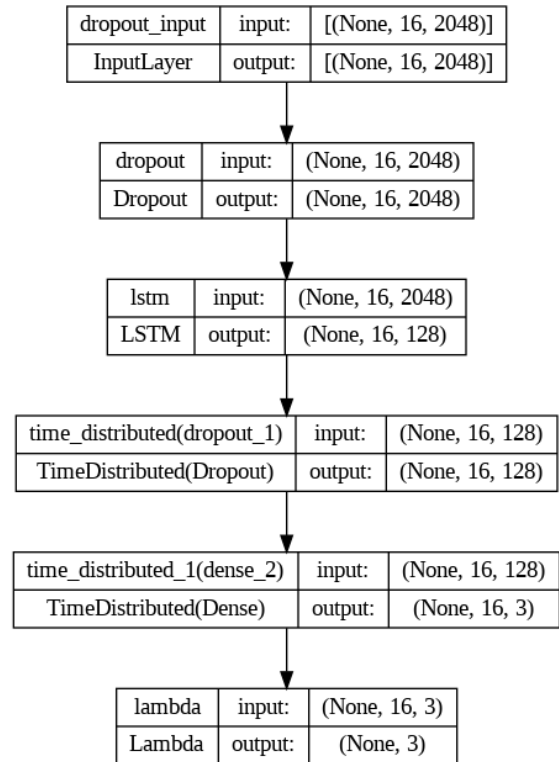 dropout_input input: [(None, 16, 2048)]
InputLayer output: [(None, 16, 2048)]
dropout input: (None, 16, 2048)
Dropout output: (None, 16, 2048)
lstm input: (None, 16, 2048)
LSTM output: (None, 16, 128)
time_distributed(dropout_1) input: (None, 16, 128)
TimeDistributed(Dropout) output: (None, 16, 128)
time_distributed_1(dense_2) input: (None, 16, 128)
TimeDistributed(Dense) output: (None, 16, 3)
lambda input: (None, 16, 3)
Lambda output: (None, 3)